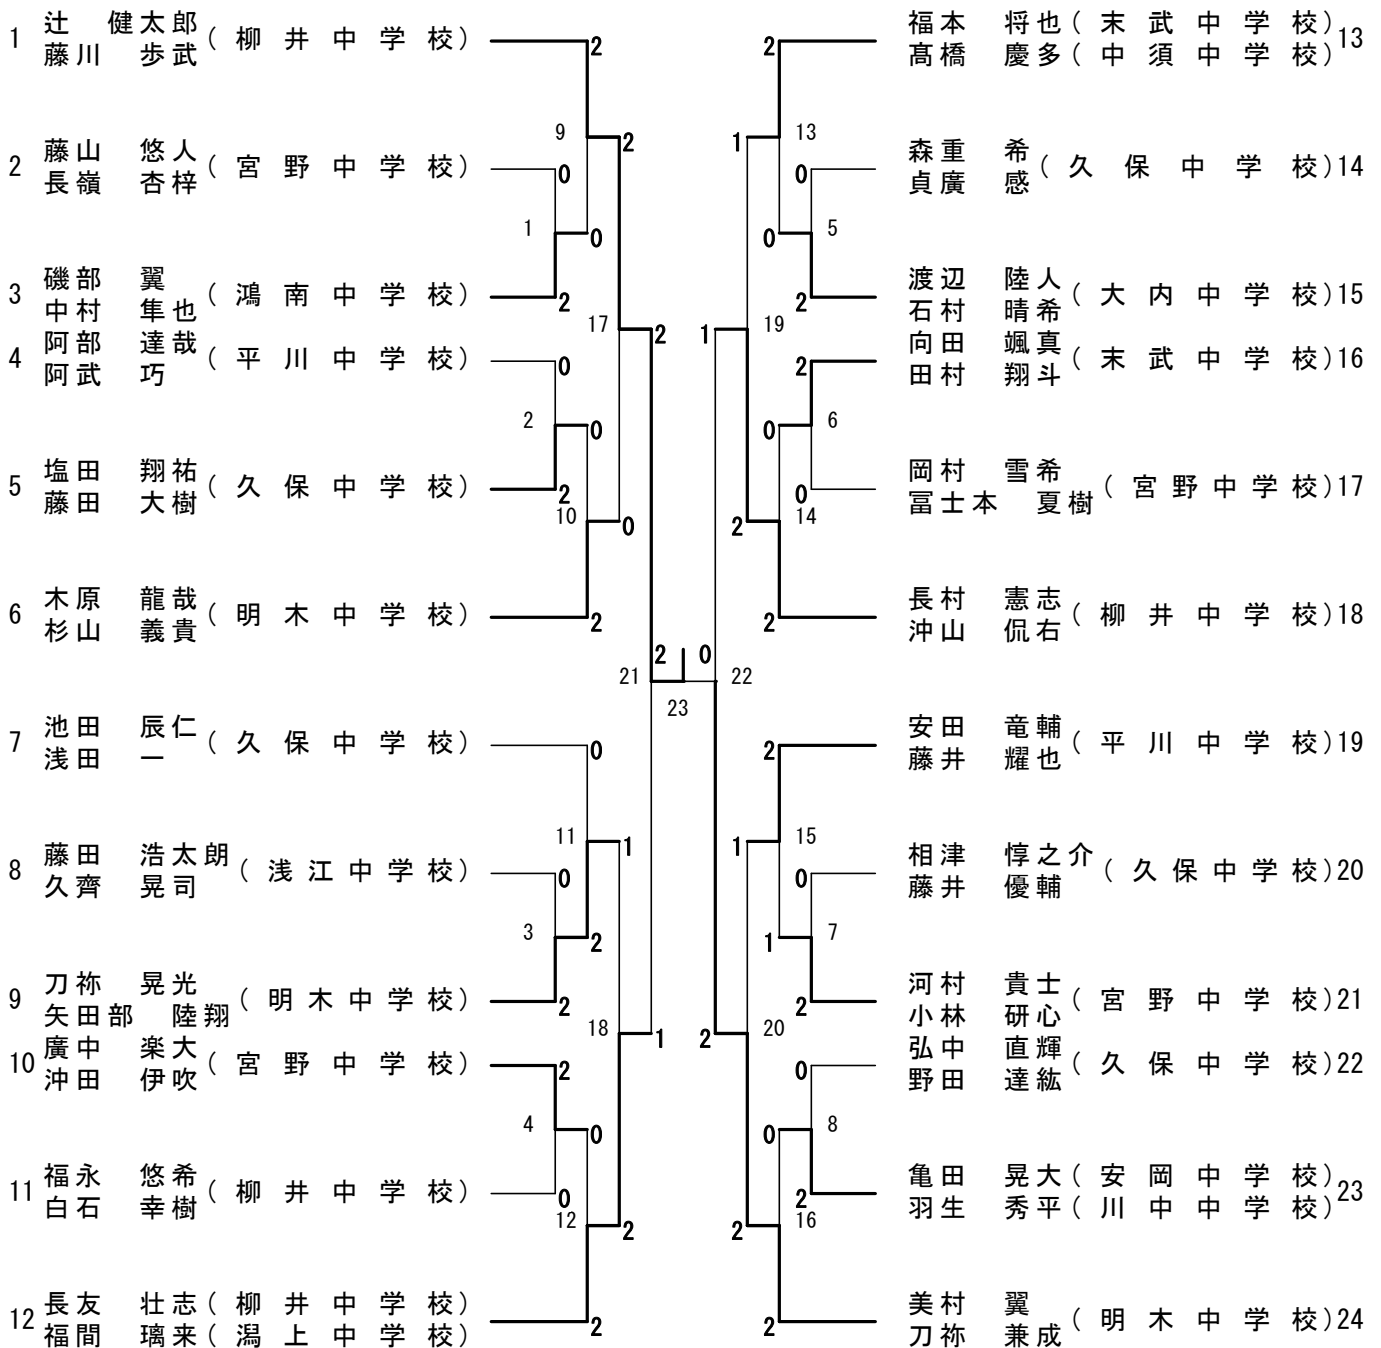 1 辻 健太郎 ( 柳 井 中 学 校 )
藤川 歩武
2 藤山 悠人 ( 宮 野 中 学 校 )
長嶺 杏梓
3 磯部 翼 ( 鴻 南 中 学 校 )
中村 隼也
4 阿部 達哉 ( 平 川 中 学 校 )
阿武 巧
5 塩田 翔祐 ( 久 保 中 学 校 )
藤田 大樹
6 木原 龍哉 ( 明 木 中 学 校 )
杉山 義貴
7 池田 辰仁 ( 久 保 中 学 校 )
浅田 一
8 藤田 浩太朗 ( 浅 江 中 学 校 )
久齊 晃司
9 刀祢 晃光 ( 明 木 中 学 校 )
矢田部 陸翔
10 廣中 楽大 ( 宮 野 中 学 校 )
沖田 伊吹
11 福永 悠希 ( 柳 井 中 学 校 )
白石 幸樹
12 長友 壮志 ( 柳 井 中 学 校 )
福間 璃来 ( 潟 上 中 学 校 )
2
9
2
0
1
0
2
17
2
0
2
0
2
10
0
2
21
2
0
11
1
0
3
2
2
18
1
2
4
0
0
12
2
2
23
0
22
2
13
1
0
5
0
2
19
1
2
6
0
0
14
2
2
2
15
1
0
7
1
2
20
2
0
8
0
2
16
2
2
福本 将也 ( 末 武 中 学 校 ) 13
髙橋 慶多 ( 中 須 中 学 校 )
森重 希 ( 久 保 中 学 校 ) 14
貞廣 感
渡辺 陸人 ( 大 内 中 学 校 ) 15
石村 晴希
向田 颯真 ( 末 武 中 学 校 ) 16
田村 翔斗
岡村 雪希 ( 宮 野 中 学 校 ) 17
冨士本 夏樹
長村 憲志 ( 柳 井 中 学 校 ) 18
沖山 侃右
安田 竜輔 ( 平 川 中 学 校 ) 19
藤井 耀也
相津 惇之介 ( 久 保 中 学 校 ) 20
藤井 優輔
河村 貴士 ( 宮 野 中 学 校 ) 21
小林 研心
弘中 直輝 ( 久 保 中 学 校 ) 22
野田 達紘
亀田 晃大 ( 安 岡 中 学 校 ) 23
羽生 秀平 ( 川 中 中 学 校 )
美村 翼 ( 明 木 中 学 校 ) 24
刀祢 兼成